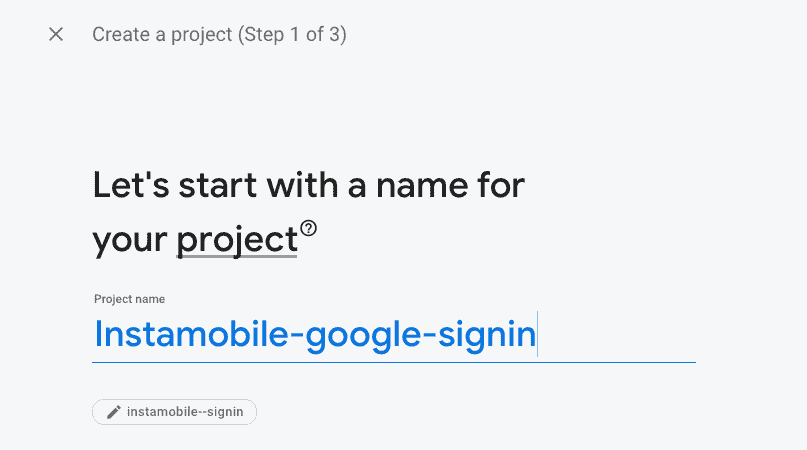 Create a project (Step 1 of 3)
Let's start with a name for
your project
Project name
Instamobile-google-signin
instamobile--signin